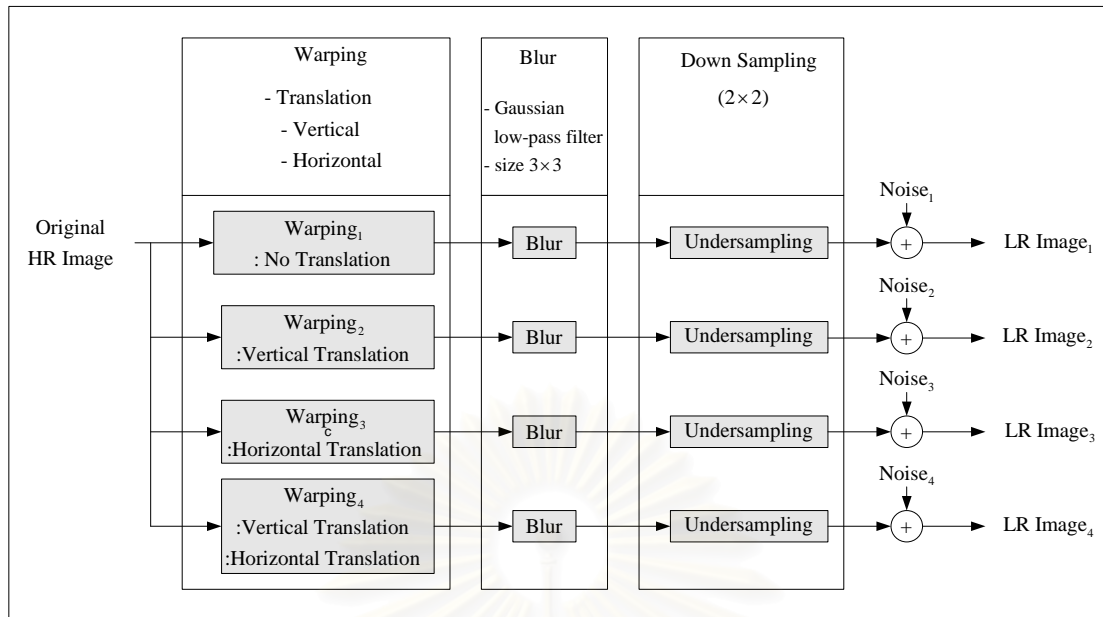 Warping
- Translation
- Vertical
- Horizontal
Blur
- Gaussian
low-pass filter
- size 3×3
Down Sampling
(2×2)
Original
HR Image
Warping₁
: No Translation
Blur
Undersampling
Noise₁
+
LR Image₁
Warping₂
:Vertical Translation
Blur
Undersampling
Noise₂
+
LR Image₂
Warping₃
c
:Horizontal Translation
Blur
Undersampling
Noise₃
+
LR Image₃
Warping₄
:Vertical Translation
:Horizontal Translation
Blur
Undersampling
Noise₄
+
LR Image₄